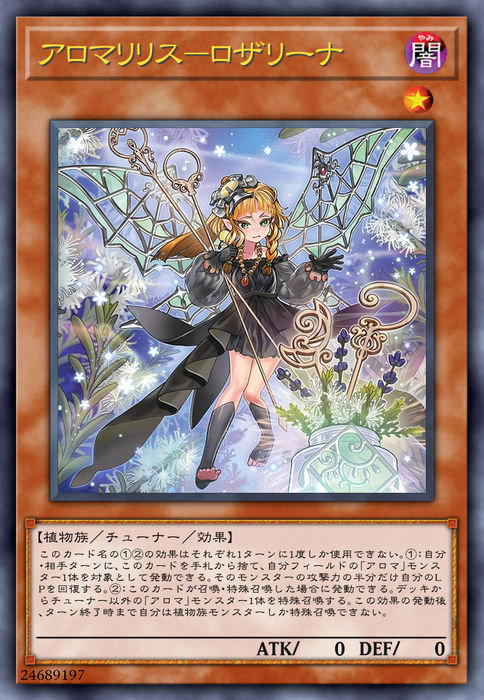 アロマリリス－ロザリーナ
やみ
闇
【植物族／チューナー／効果】
このカード名の①②の効果はそれぞれ1ターンに1度しか使用できない。①：自分
・相手ターンに、このカードを手札から捨て、自分フィールドの「アロマ」モンス
ター1体を対象として発動できる。そのモンスターの攻撃力の半分だけ自分のL
Pを回復する。②：このカードが召喚・特殊召喚した場合に発動できる。デッキか
らチューナー以外の「アロマ」モンスター1体を特殊召喚する。この効果の発動後
、ターン終了時まで自分は植物族モンスターしか特殊召喚できない。
ATK/ 0 DEF/ 0
24689197